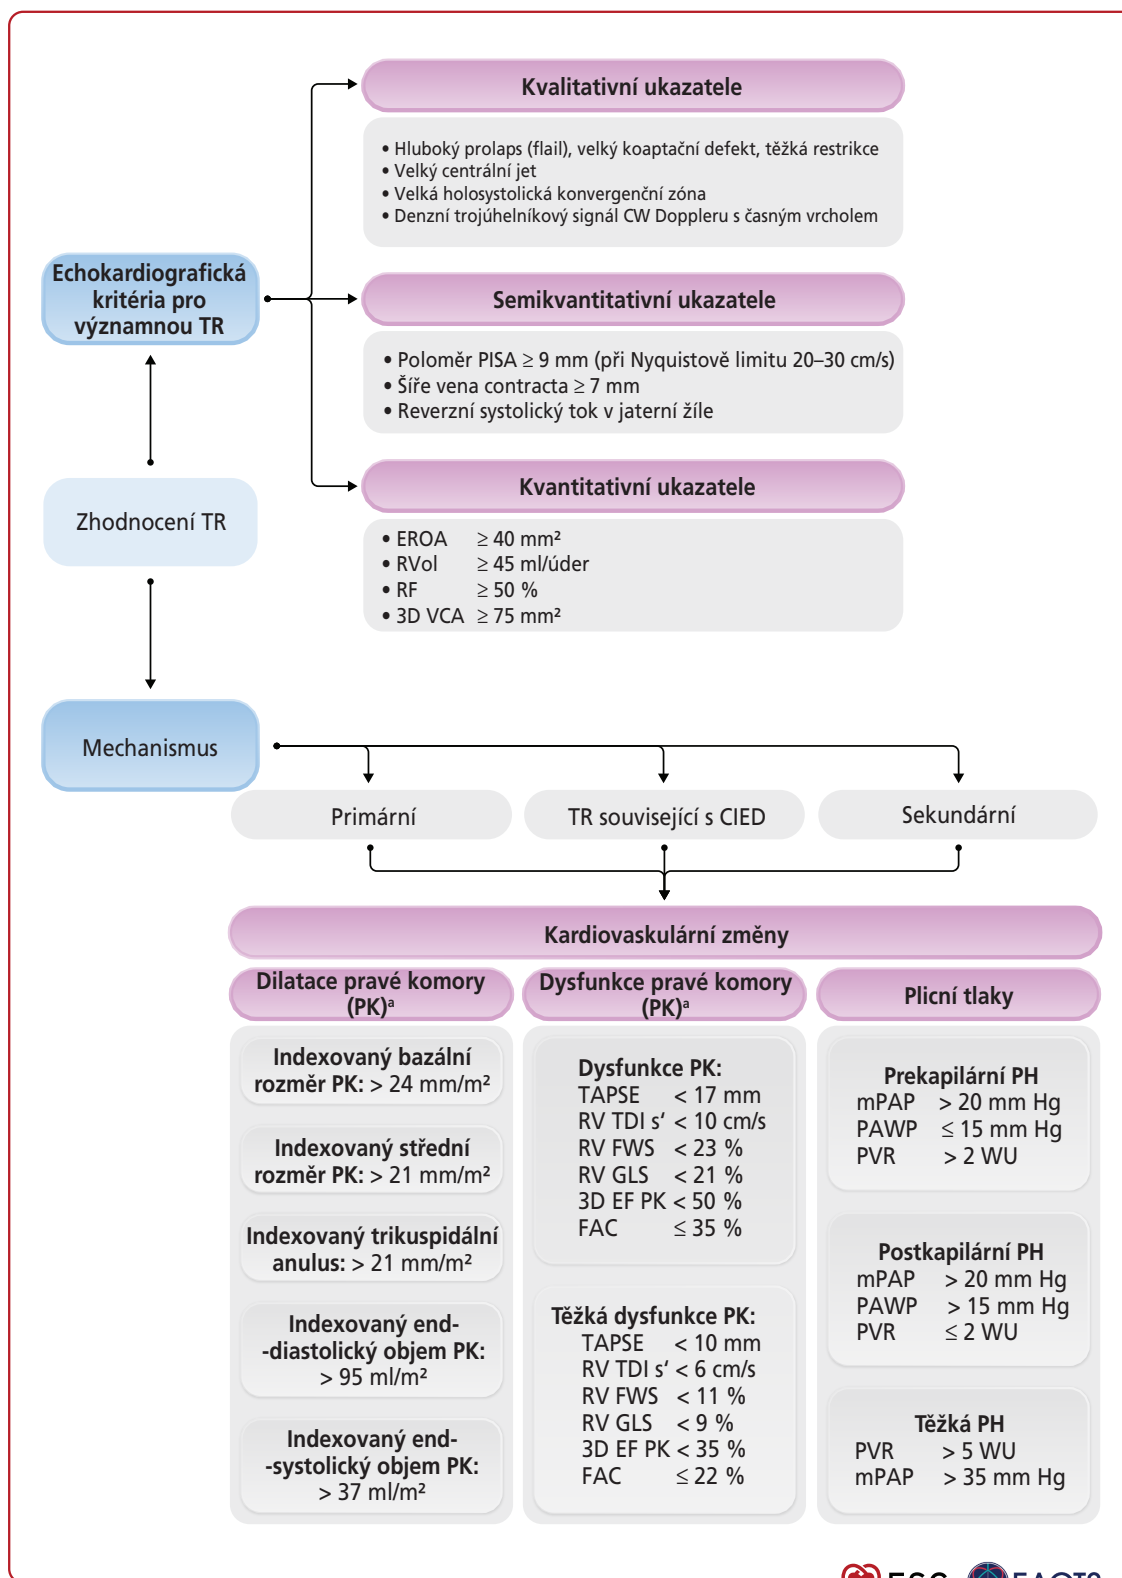 Kvalitativní ukazatele
• Hluboký prolaps (flail), velký koaptační defekt, těžká restrikce
• Velký centrální jet
• Velká holosystolická konvergenční zóna
• Denzní trojúhelníkový signál CW Doppleru s časným vrcholem
Echokardiografická
kritéria pro
významnou TR
Semikvantitativní ukazatele
• Poloměr PISA ≥ 9 mm (při Nyquistově limitu 20–30 cm/s)
• Šíře vena contracta ≥ 7 mm
• Reverzní systolický tok v jaterní žíle
Kvantitativní ukazatele
• EROA ≥ 40 mm²
• RVol ≥ 45 ml/úder
• RF ≥ 50 %
• 3D VCA ≥ 75 mm²
Zhodnocení TR
Mechanismus
Primární
TR související s CIED
Sekundární
Kardiovaskulární změny
Dilatace pravé komory
(PK)ᵃ
Indexovaný bazální
rozměr PK: > 24 mm/m²
Indexovaný střední
rozměr PK: > 21 mm/m²
Indexovaný trikuspidální
anulus: > 21 mm/m²
Indexovaný end-
-diastolický objem PK:
> 95 ml/m²
Indexovaný end-
-systolický objem PK:
> 37 ml/m²
Dysfunkce pravé komory
(PK)ᵃ
Dysfunkce PK:
TAPSE < 17 mm
RV TDI s‘ < 10 cm/s
RV FWS < 23 %
RV GLS < 21 %
3D EF PK < 50 %
FAC ≤ 35 %
Těžká dysfunkce PK:
TAPSE < 10 mm
RV TDI s‘ < 6 cm/s
RV FWS < 11 %
RV GLS < 9 %
3D EF PK < 35 %
FAC ≤ 22 %
Plicní tlaky
Prekapilární PH
mPAP > 20 mm Hg
PAWP ≤ 15 mm Hg
PVR > 2 WU
Postkapilární PH
mPAP > 20 mm Hg
PAWP > 15 mm Hg
PVR ≤ 2 WU
Těžká PH
PVR > 5 WU
mPAP > 35 mm Hg
ESC
EACTS